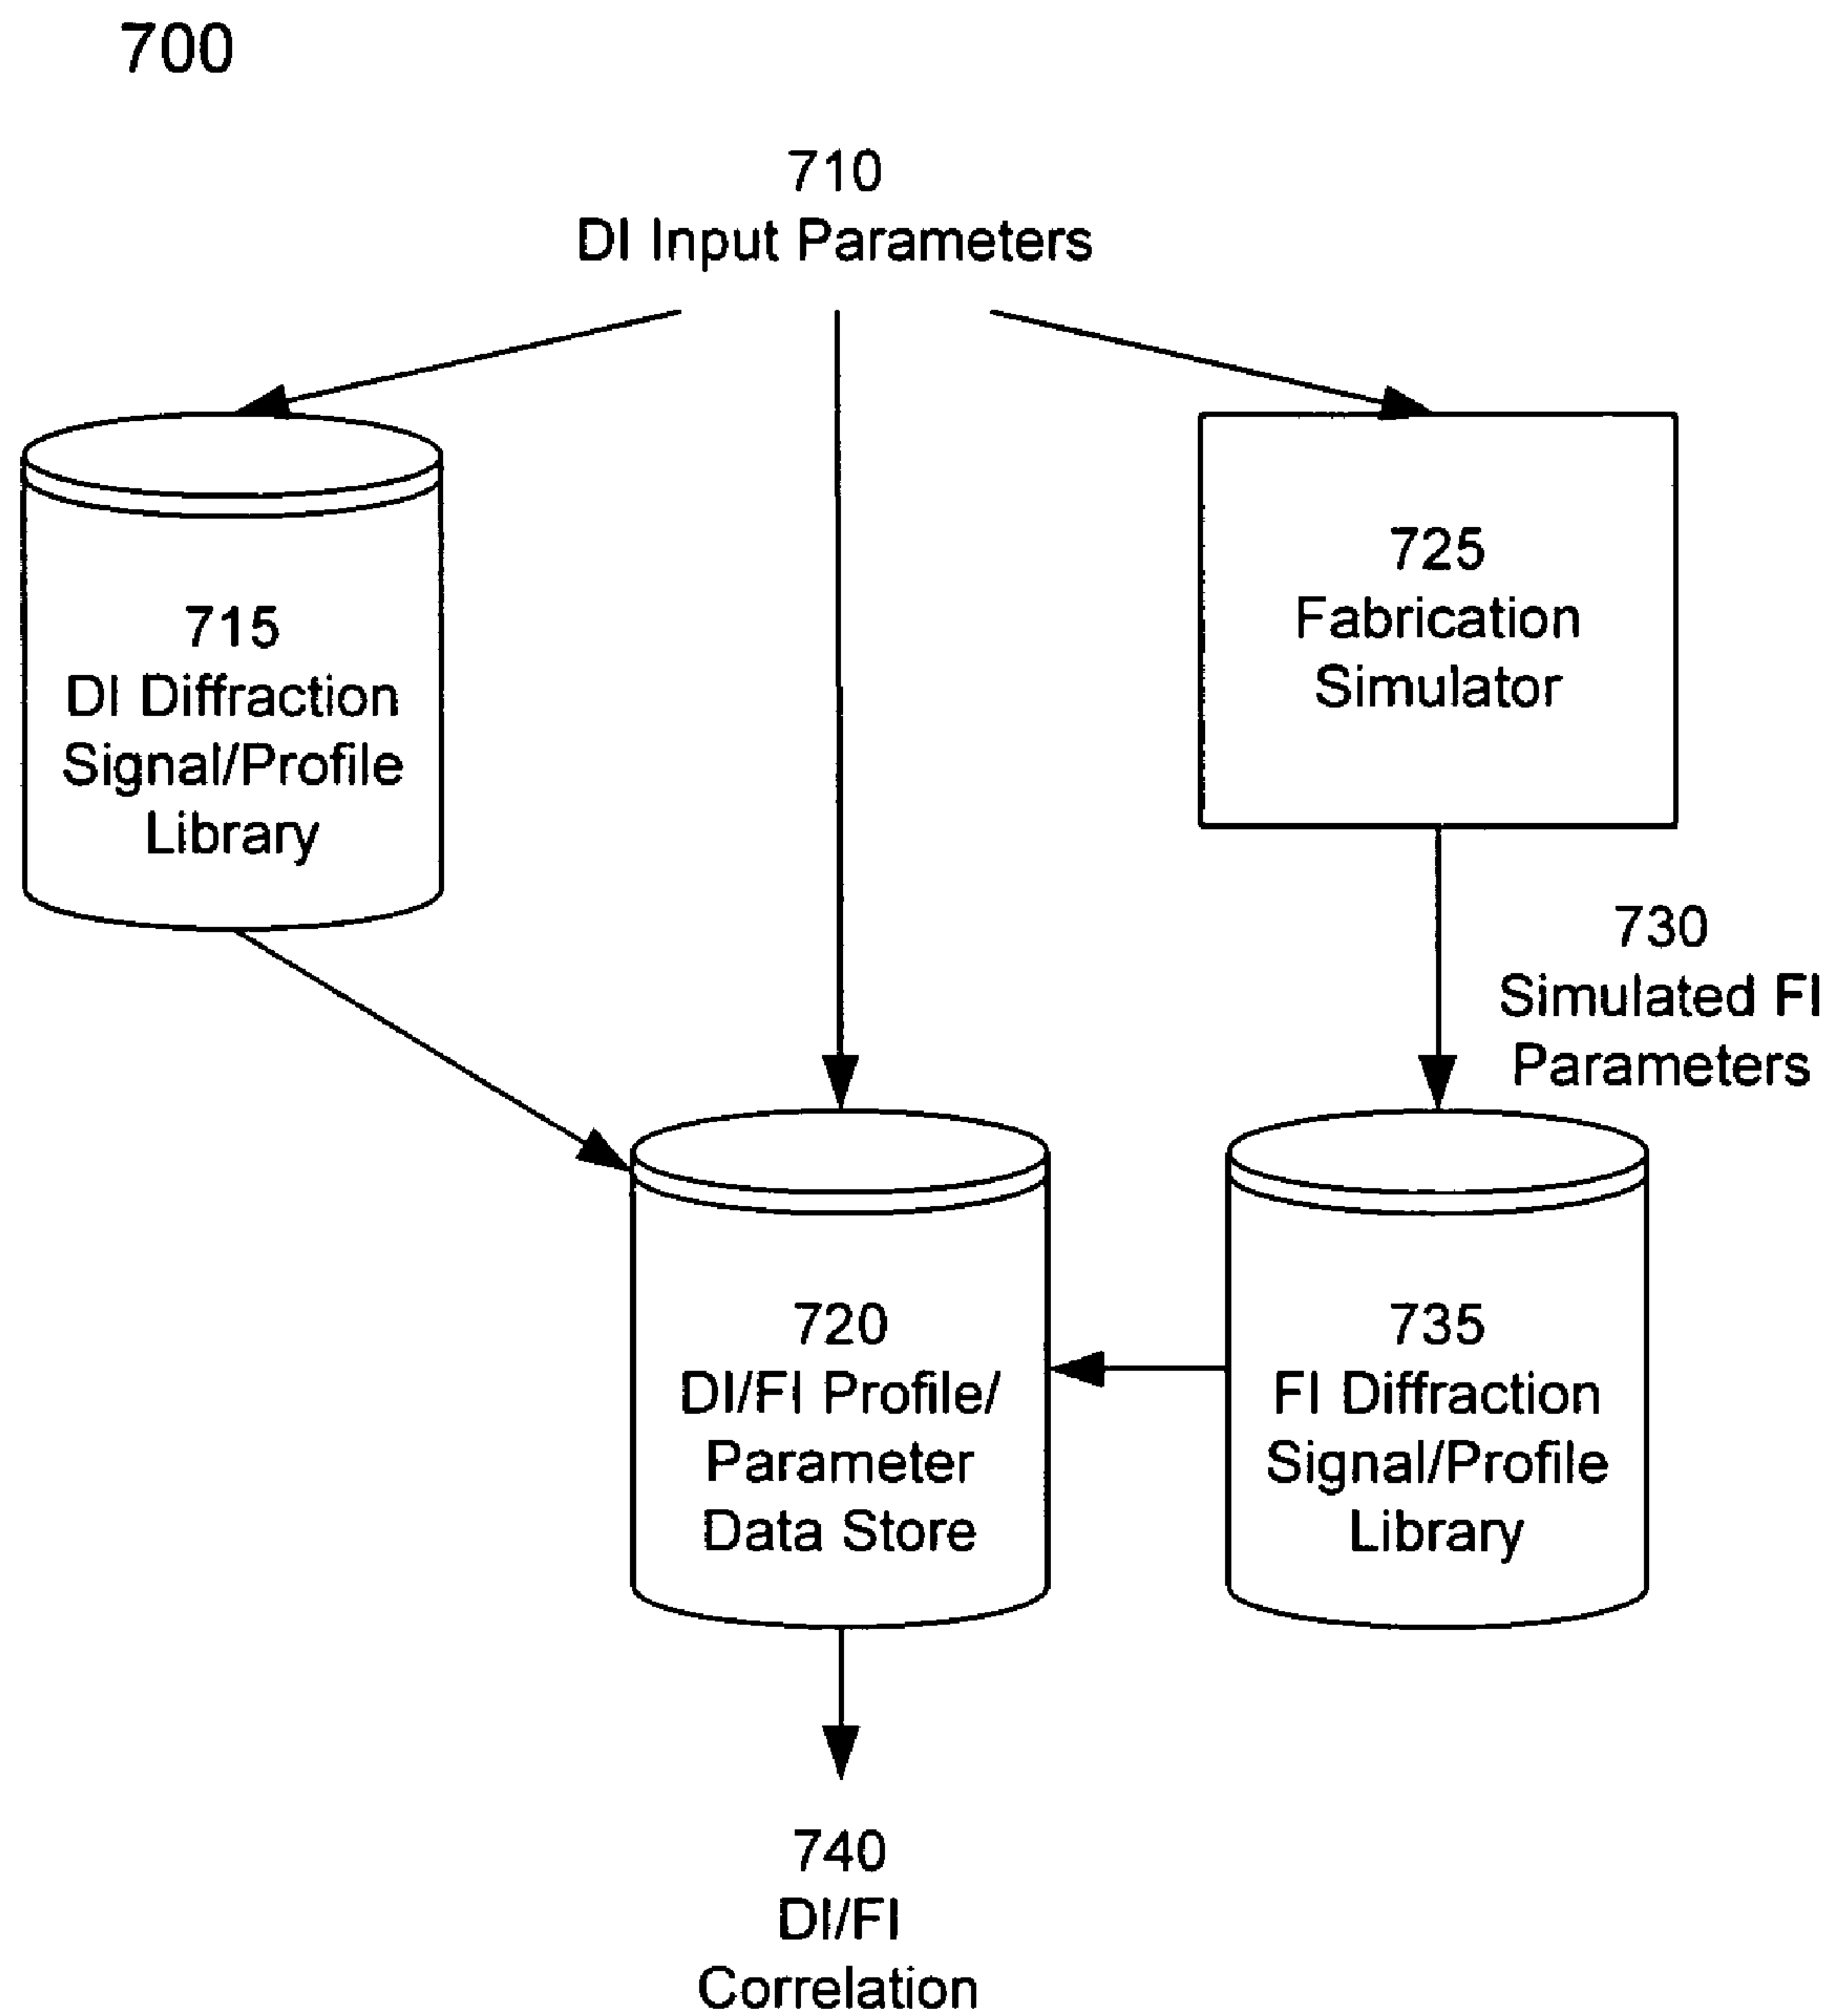 700
710
DI Input Parameters
715
DI Diffraction
Signal/Profile
Library
725
Fabrication
Simulator
730
Simulated FI
Parameters
720
DI/FI Profile/
Parameter
Data Store
735
FI Diffraction
Signal/Profile
Library
740
DI/FI
Correlation